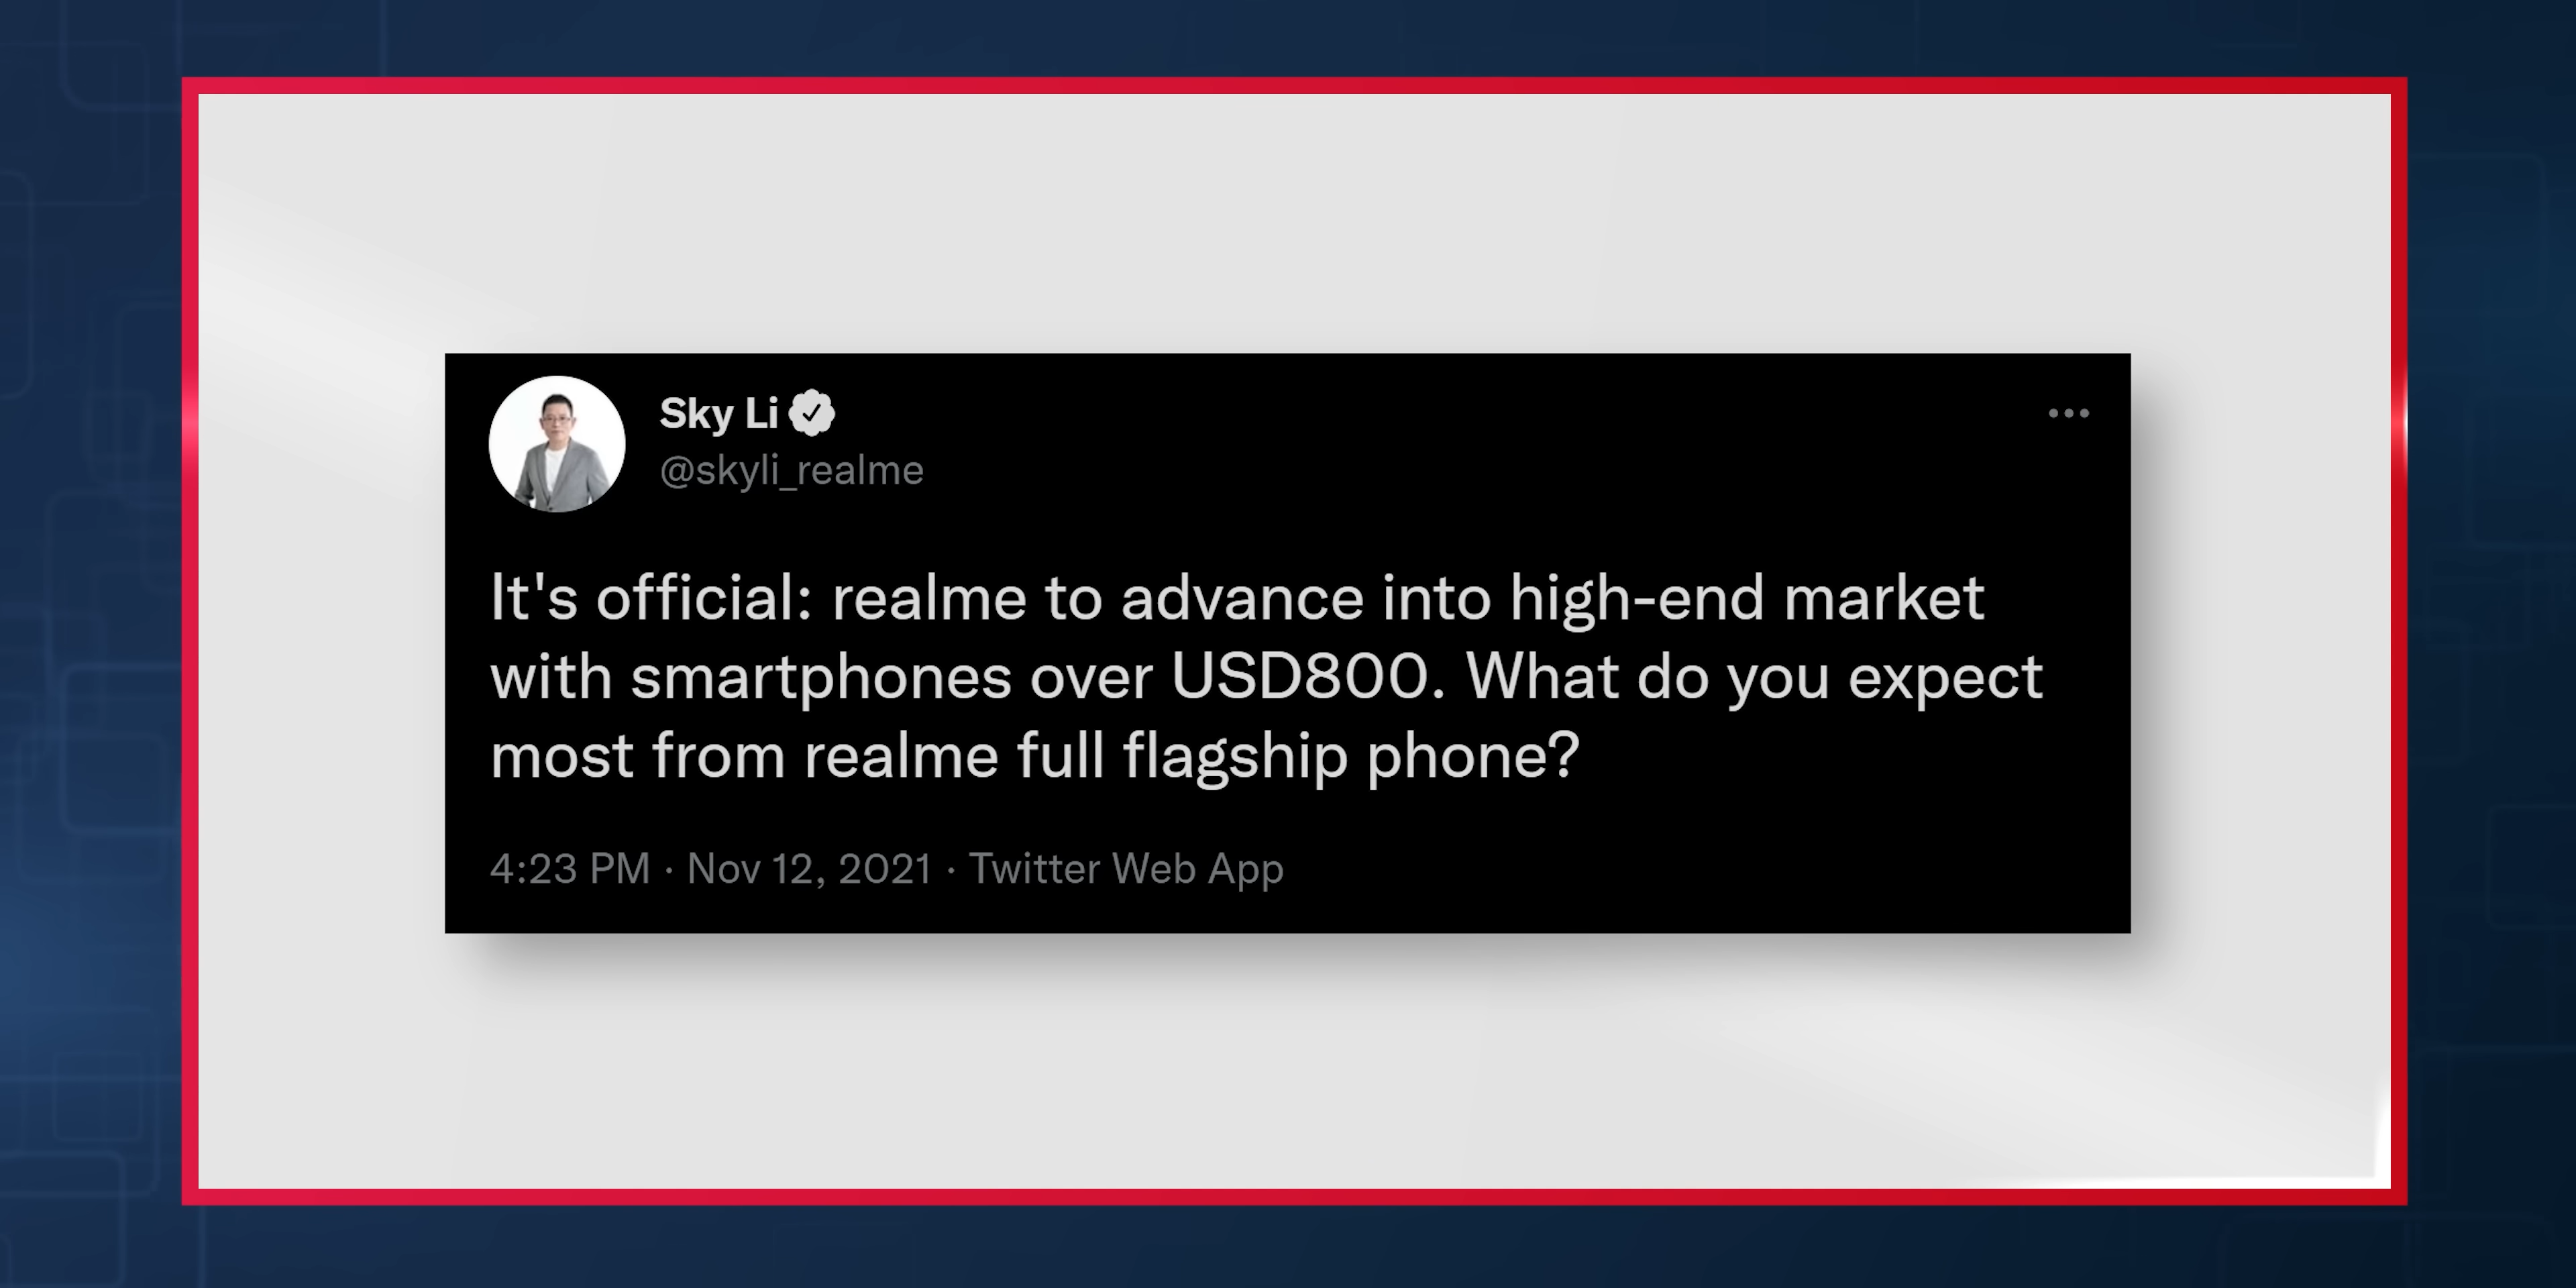 Sky Li
@skyli_realme
It's official: realme to advance into high-end market
with smartphones over USD800. What do you expect
most from realme full flagship phone?
4:23 PM · Nov 12, 2021 · Twitter Web App